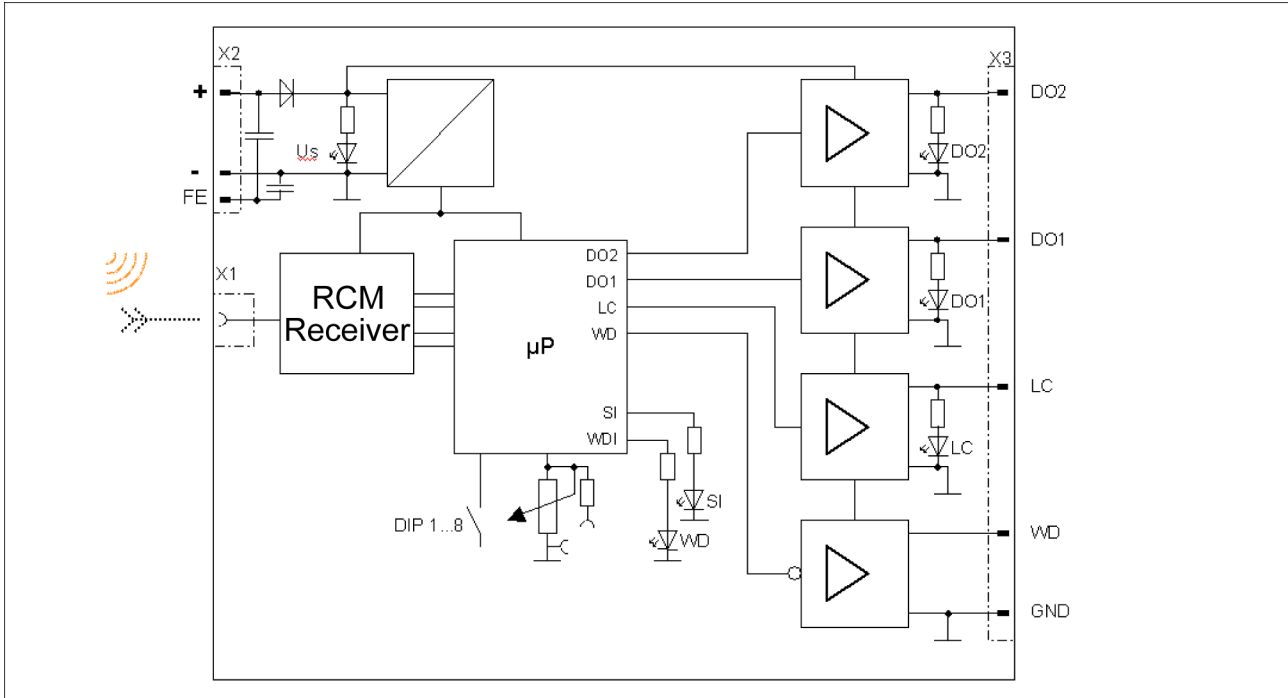 X2
X3
+
DO2
Us
DO2
-
FE
DO2
DO1
X1
DO1
RCM
Receiver
LC
DO1
WD
µP
LC
SI
WDI
LC
SI
DIP 1...8
WD
WD
GND